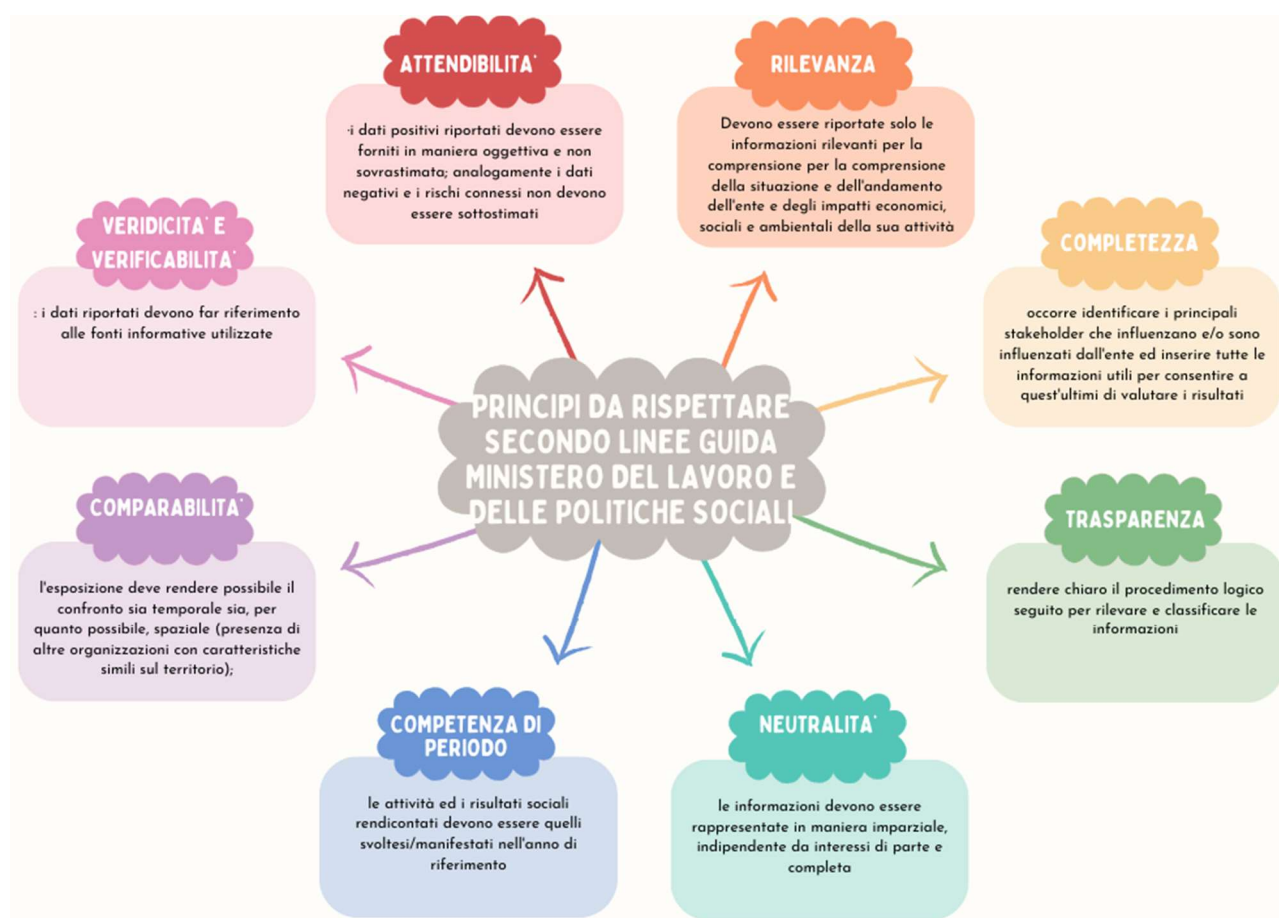 ATTENDIBILITA'
·i dati positivi riportati devono essere
forniti in maniera oggettiva e non
sovrastimata; analogamente i dati
negativi e i rischi connessi non devono
essere sottostimati
RILEVANZA
Devono essere riportate solo le
informazioni rilevanti per la
comprensione per la comprensione
della situazione e dell'andamento
dell'ente e degli impatti economici,
sociali e ambientali della sua attività
VERIDICITA' E
VERIFICABILITA'
: i dati riportati devono far riferimento
alle fonti informative utilizzate
COMPLETEZZA
occorre identificare i principali
stakeholder che influenzano e/o sono
influenzati dall'ente ed inserire tutte le
informazioni utili per consentire a
quest'ultimi di valutare i risultati
PRINCIPI DA RISPETTARE
SECONDO LINEE GUIDA
MINISTERO DEL LAVORO E
DELLE POLITICHE SOCIALI
COMPARABILITA'
l'esposizione deve rendere possibile il
confronto sia temporale sia, per
quanto possibile, spaziale (presenza di
altre organizzazioni con caratteristiche
simili sul territorio);
TRASPARENZA
rendere chiaro il procedimento logico
seguito per rilevare e classificare le
informazioni
COMPETENZA DI
PERIODO
le attività ed i risultati sociali
rendicontati devono essere quelli
svoltesi/manifestati nell'anno di
riferimento
NEUTRALITA'
le informazioni devono essere
rappresentate in maniera imparziale,
indipendente da interessi di parte e
completa